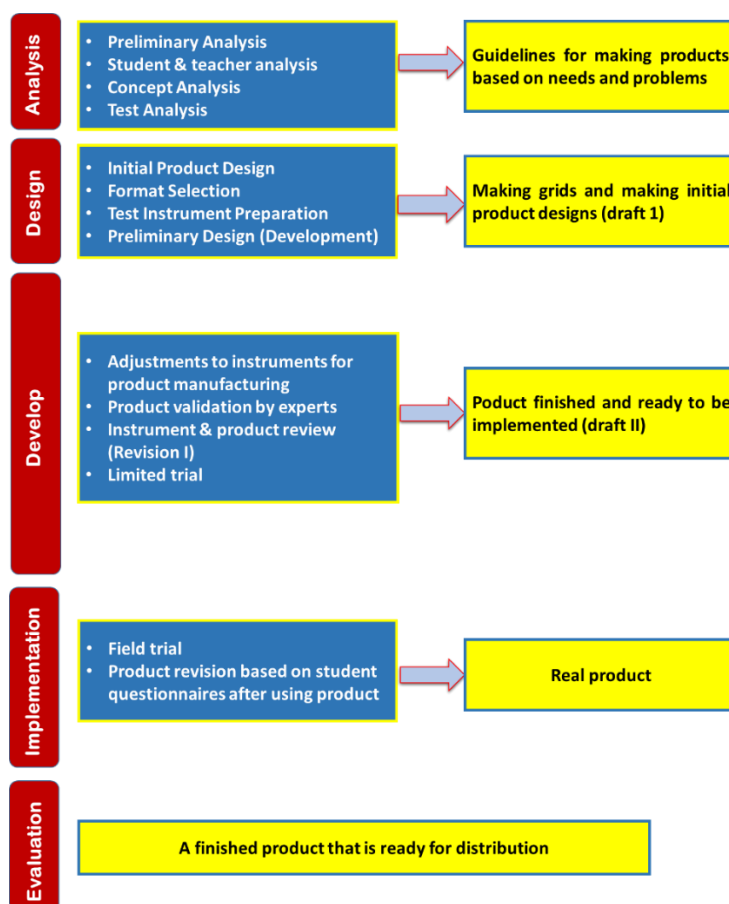 Analysis
• Preliminary Analysis
• Student & teacher analysis
• Concept Analysis
• Test Analysis
Guidelines for making products
based on needs and problems
Design
• Initial Product Design
• Format Selection
• Test Instrument Preparation
• Preliminary Design (Development)
Making grids and making initial
product designs (draft 1)
Develop
• Adjustments to instruments for
product manufacturing
• Product validation by experts
• Instrument & product review
(Revision I)
• Limited trial
Poduct finished and ready to be
implemented (draft II)
Implementation
• Field trial
• Product revision based on student
questionnaires after using product
Real product
Evaluation
A finished product that is ready for distribution